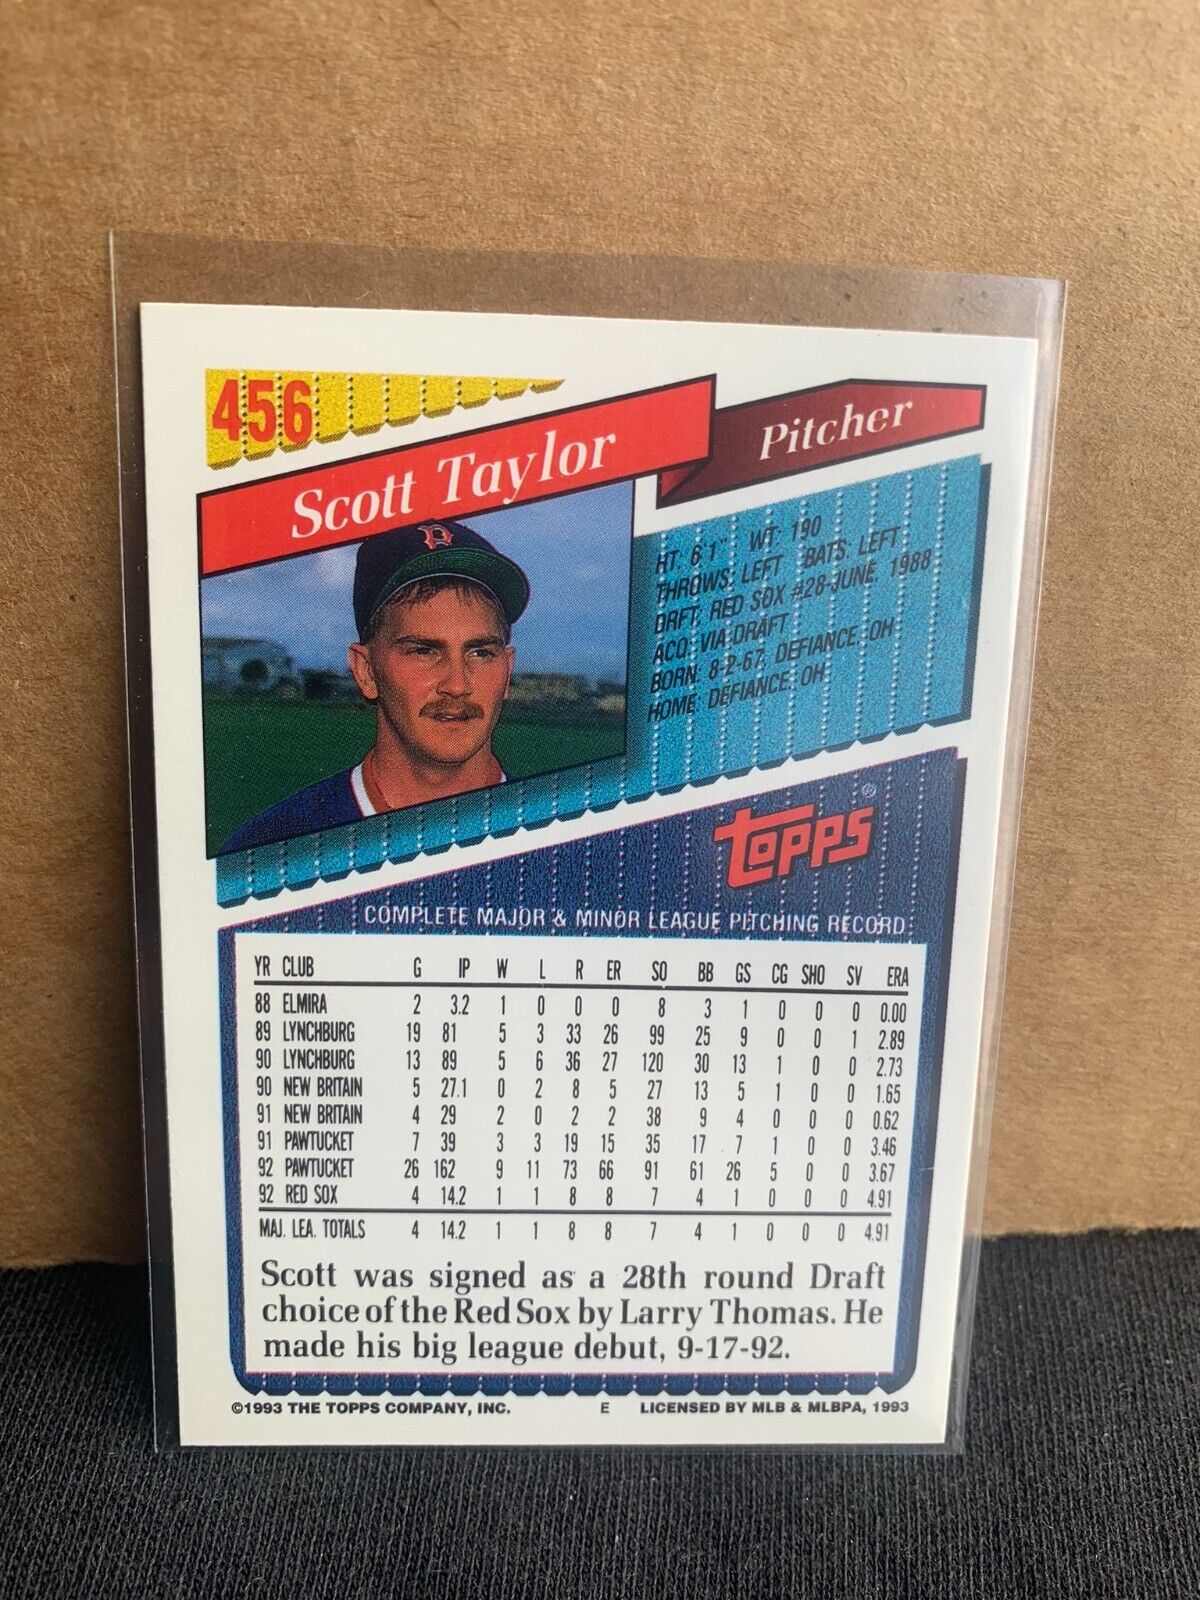 456
Scott Taylor
Pitcher
B
HT: 6'1" WT: 190
THROWS: LEFT BATS: LEFT
DRFT: RED SOX #28-JUNE, 1988
ACQ: VIA DRAFT
BORN: 8-2-67, DEFIANCE, OH
HOME: DEFIANCE, OH
TOPPS®
COMPLETE MAJOR & MINOR LEAGUE PITCHING RECORD
YR CLUB G IP W L R ER SO BB GS CG SHO SV ERA
88 ELMIRA 2 3.2 1 0 0 0 8 3 1 0 0 0 0.00
89 LYNCHBURG 19 81 5 3 33 26 99 25 9 0 0 1 2.89
90 LYNCHBURG 13 89 5 6 36 27 120 30 13 1 0 0 2.73
90 NEW BRITAIN 5 27.1 0 2 8 5 27 13 5 1 0 0 1.65
91 NEW BRITAIN 4 29 2 0 2 2 38 9 4 0 0 0 0.62
91 PAWTUCKET 7 39 3 3 19 15 35 17 7 1 0 0 3.46
92 PAWTUCKET 26 162 9 11 73 66 91 61 26 5 0 0 3.67
92 RED SOX 4 14.2 1 1 8 8 7 4 1 0 0 0 4.91
MAJ. LEA. TOTALS 4 14.2 1 1 8 8 7 4 1 0 0 0 4.91
Scott was signed as a 28th round Draft
choice of the Red Sox by Larry Thomas. He
made his big league debut, 9-17-92.
©1993 THE TOPPS COMPANY, INC. E LICENSED BY MLB & MLBPA, 1993